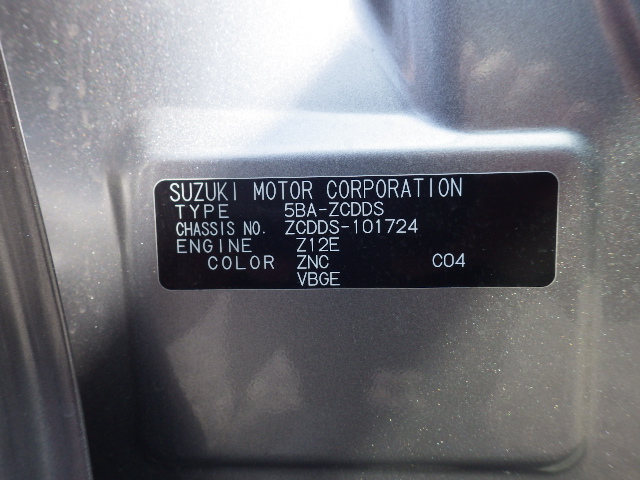 SUZUKI MOTOR CORPORATION
TYPE 5BA-ZCDDS
CHASSIS NO. ZCDDS-101724
ENGINE Z12E
COLOR ZNC C04
VBGE